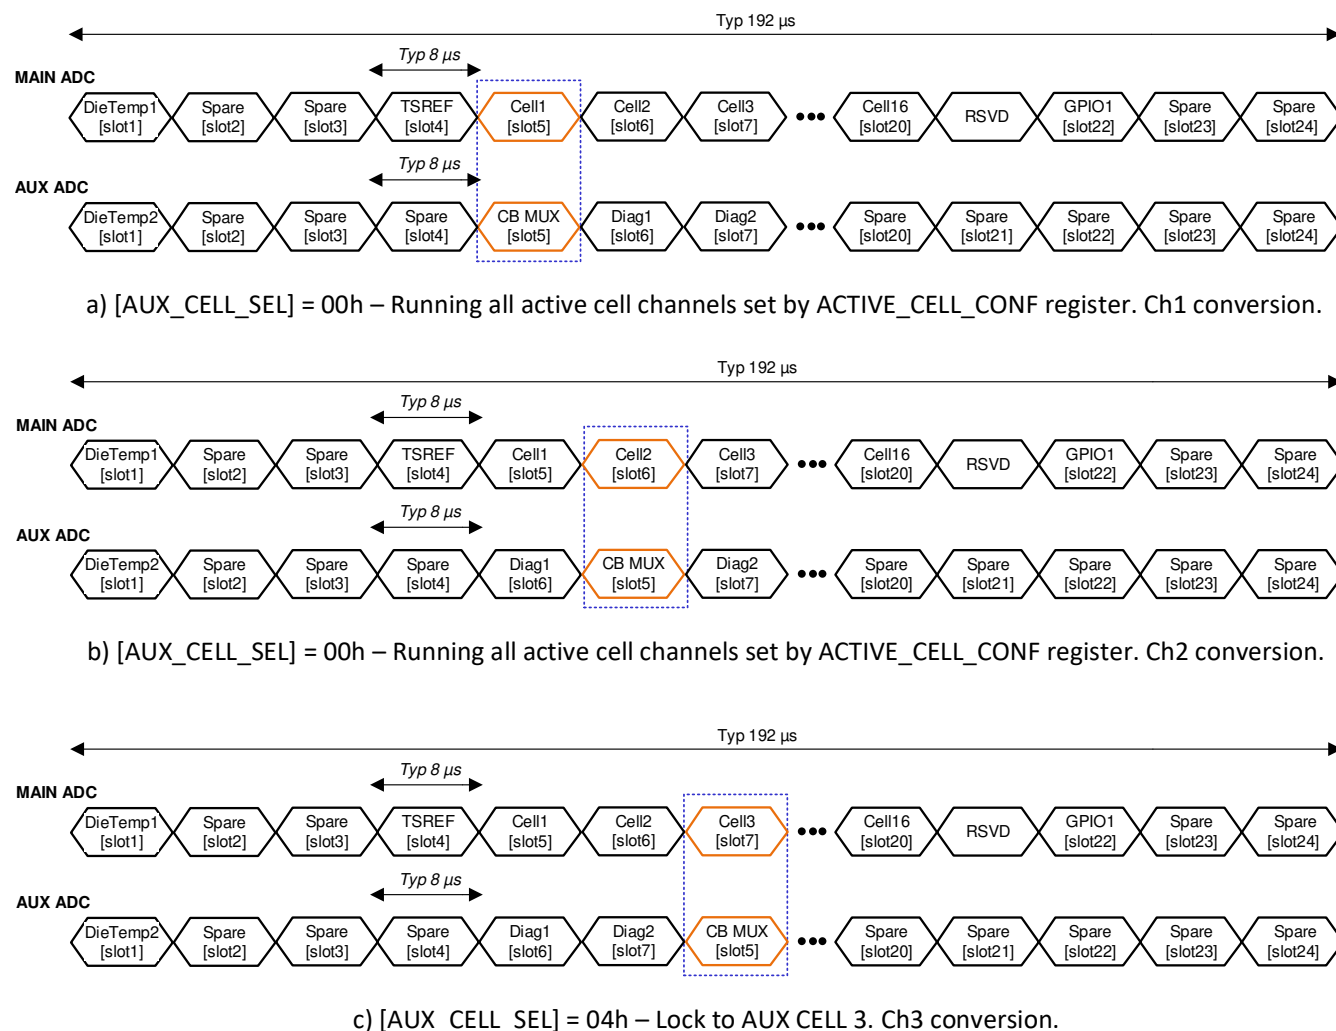 Typ 192 µs
Typ 8 µs
MAIN ADC
DieTemp1 Spare Spare TSREF Cell1 Cell2 Cell3 ●●● Cell16 RSVD GPIO1 Spare Spare
[slot1] [slot2] [slot3] [slot4] [slot5] [slot6] [slot7] [slot20] [slot22] [slot23] [slot24]
Typ 8 µs
AUX ADC
DieTemp2 Spare Spare Spare CB MUX Diag1 Diag2 ●●● Spare Spare Spare Spare Spare
[slot1] [slot2] [slot3] [slot4] [slot5] [slot6] [slot7] [slot20] [slot21] [slot22] [slot23] [slot24]
a) [AUX_CELL_SEL] = 00h – Running all active cell channels set by ACTIVE_CELL_CONF register. Ch1 conversion.
Typ 192 µs
Typ 8 µs
MAIN ADC
DieTemp1 Spare Spare TSREF Cell1 Cell2 Cell3 ●●● Cell16 RSVD GPIO1 Spare Spare
[slot1] [slot2] [slot3] [slot4] [slot5] [slot6] [slot7] [slot20] [slot22] [slot23] [slot24]
Typ 8 µs
AUX ADC
DieTemp2 Spare Spare Spare Diag1 CB MUX Diag2 ●●● Spare Spare Spare Spare Spare
[slot1] [slot2] [slot3] [slot4] [slot6] [slot5] [slot7] [slot20] [slot21] [slot22] [slot23] [slot24]
b) [AUX_CELL_SEL] = 00h – Running all active cell channels set by ACTIVE_CELL_CONF register. Ch2 conversion.
Typ 192 µs
Typ 8 µs
MAIN ADC
DieTemp1 Spare Spare TSREF Cell1 Cell2 Cell3 ●●● Cell16 RSVD GPIO1 Spare Spare
[slot1] [slot2] [slot3] [slot4] [slot5] [slot6] [slot7] [slot20] [slot22] [slot23] [slot24]
Typ 8 µs
AUX ADC
DieTemp2 Spare Spare Spare Diag1 Diag2 CB MUX ●●● Spare Spare Spare Spare Spare
[slot1] [slot2] [slot3] [slot4] [slot6] [slot7] [slot5] [slot20] [slot21] [slot22] [slot23] [slot24]
c) [AUX_CELL_SEL] = 04h – Lock to AUX CELL 3. Ch3 conversion.